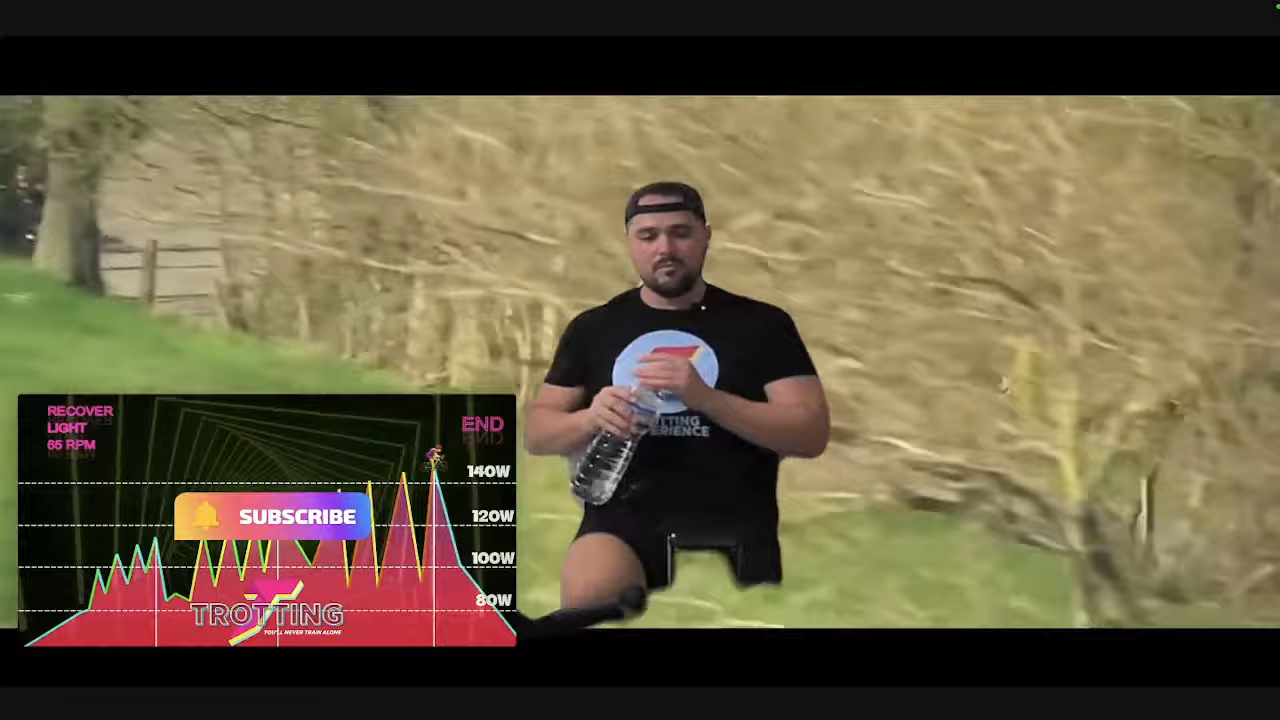 RECOVER
LIGHT
65 RPM
END
140W
120W
100W
80W
SUBSCRIBE
TROTTING
YOU'LL NEVER TRAIN ALONE